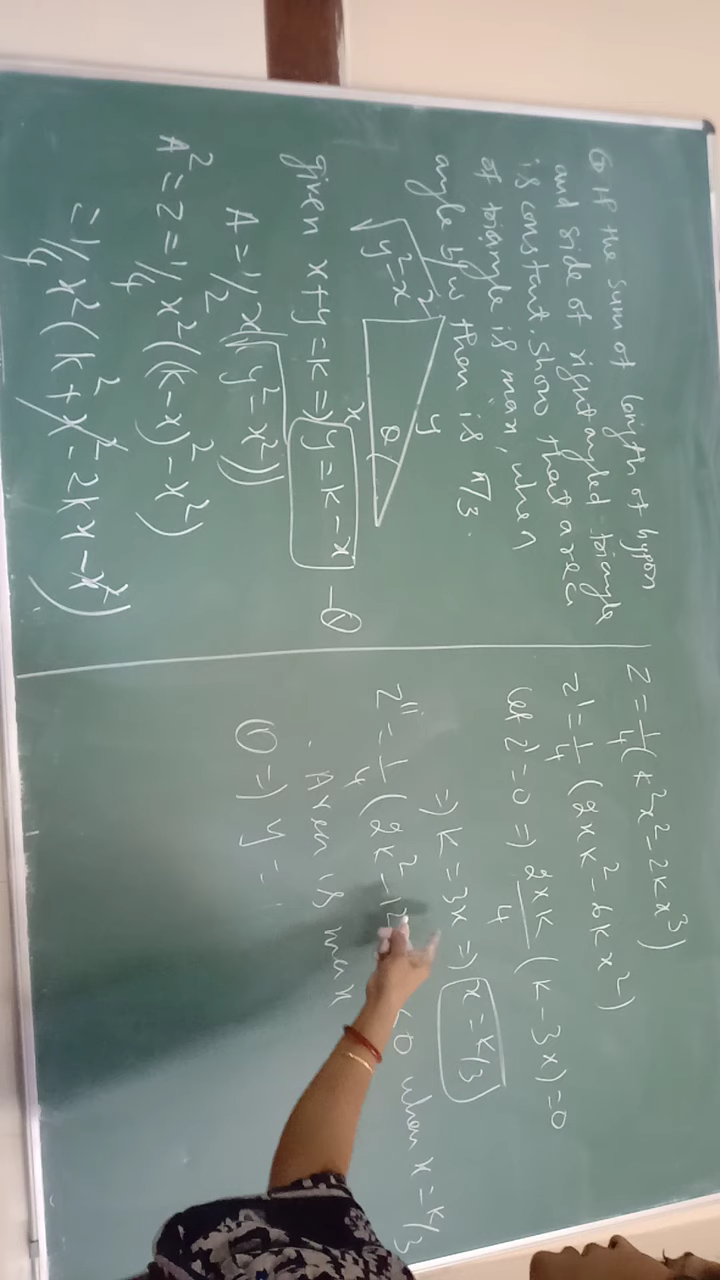 ⑥ If the sum of length of hypon
and side of right angled triangle
is constant. show that area
of triangle is max, when
angle b/w them is π/3.
y
√y²-x²
θ
x
given x+y=k ⇒ y=k-x -①
A = 1/2 x(√(y²-x²))
A² = z = 1/4 x²((k-x)²-x²)
= 1/4 x²(k²+x²-2kx-x²)
z = 1/4(k²x²-2kx³)
z' = 1/4 (2xk²-6kx²)
let z'=0 ⇒ 2xk/4 (k-3x)=0
⇒ k=3x ⇒ x=k/3
z'' = 1/4 (2k²-12 <0 when x=k/3
∴ Area is max
① ⇒ y =